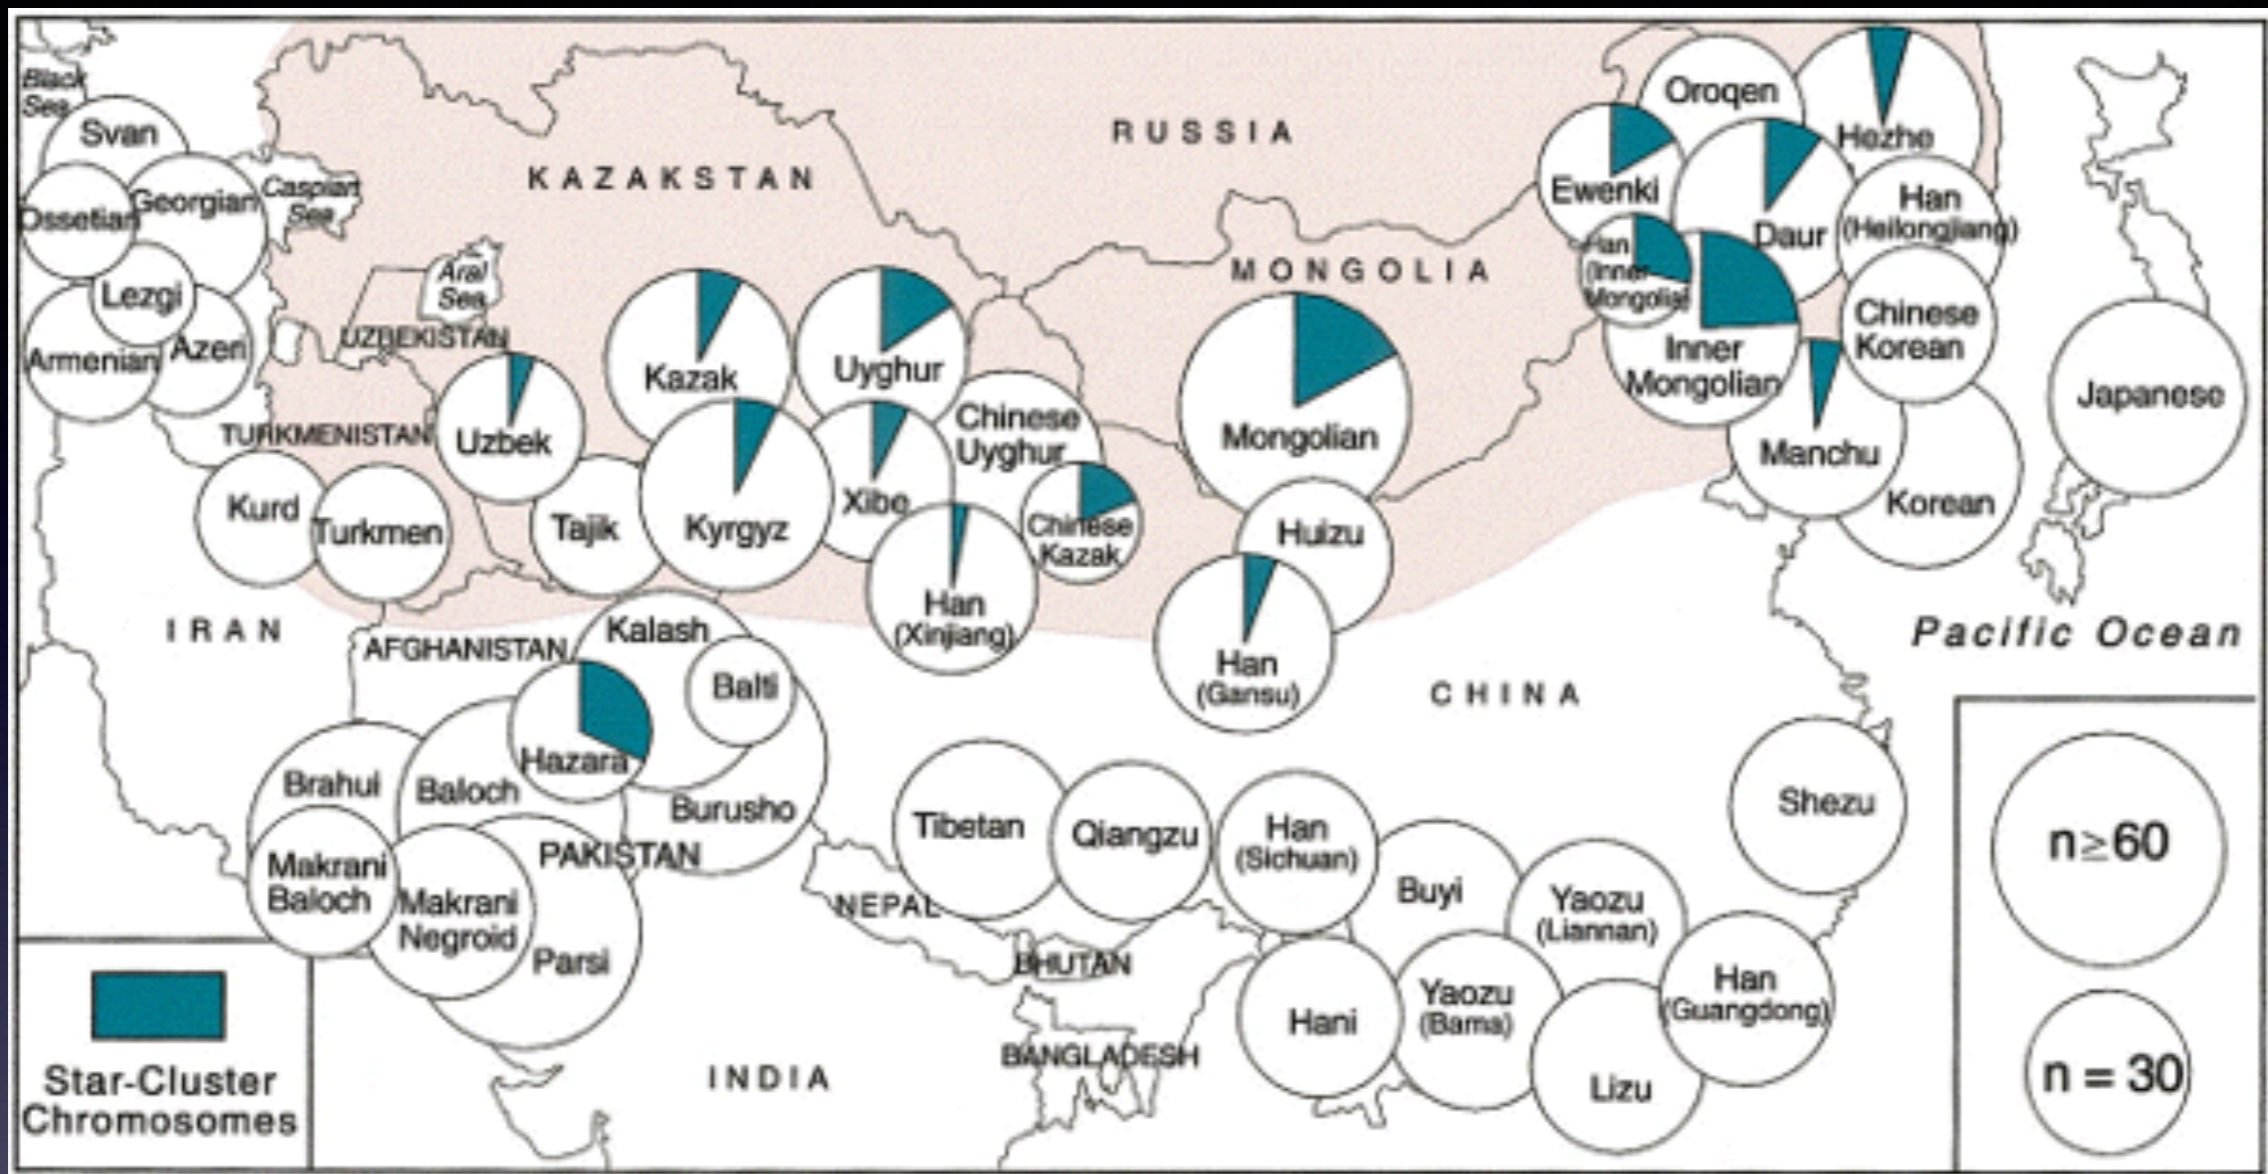 Black
Sea
Svan
Ossetian
Georgian
Caspian
Sea
Lezgi
Armenian
Azeri
KAZAKSTAN
RUSSIA
MONGOLIA
Aral
Sea
UZBEKISTAN
TURKMENISTAN
Kurd
Turkmen
Uzbek
Tajik
Kazak
Kyrgyz
Uyghur
Xibe
Chinese
Uyghur
Chinese
Kazak
Han
(Xinjiang)
Mongolian
Huizu
Han
(Gansu)
Oroqen
Hezhe
Ewenki
Daur
Han
(Heilongjiang)
Han
(Inner
Mongolia)
Inner
Mongolian
Chinese
Korean
Manchu
Korean
Japanese
IRAN
AFGHANISTAN
Kalash
Balti
Hazara
Burusho
Brahui
Baloch
Makrani
Baloch
Makrani
Negroid
PAKISTAN
Parsi
CHINA
Pacific Ocean
Tibetan
Qiangzu
Han
(Sichuan)
Buyi
Yaozu
(Liannan)
Shezu
NEPAL
BHUTAN
Hani
Yaozu
(Bama)
Han
(Guangdong)
Lizu
BANGLADESH
INDIA
Star-Cluster
Chromosomes
n≥60
n = 30